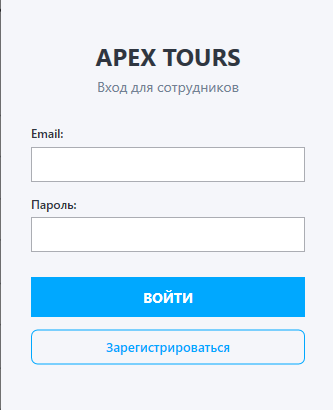 APEX TOURS
Вход для сотрудников
Email:
Пароль:
ВОЙТИ
Зарегистрироваться